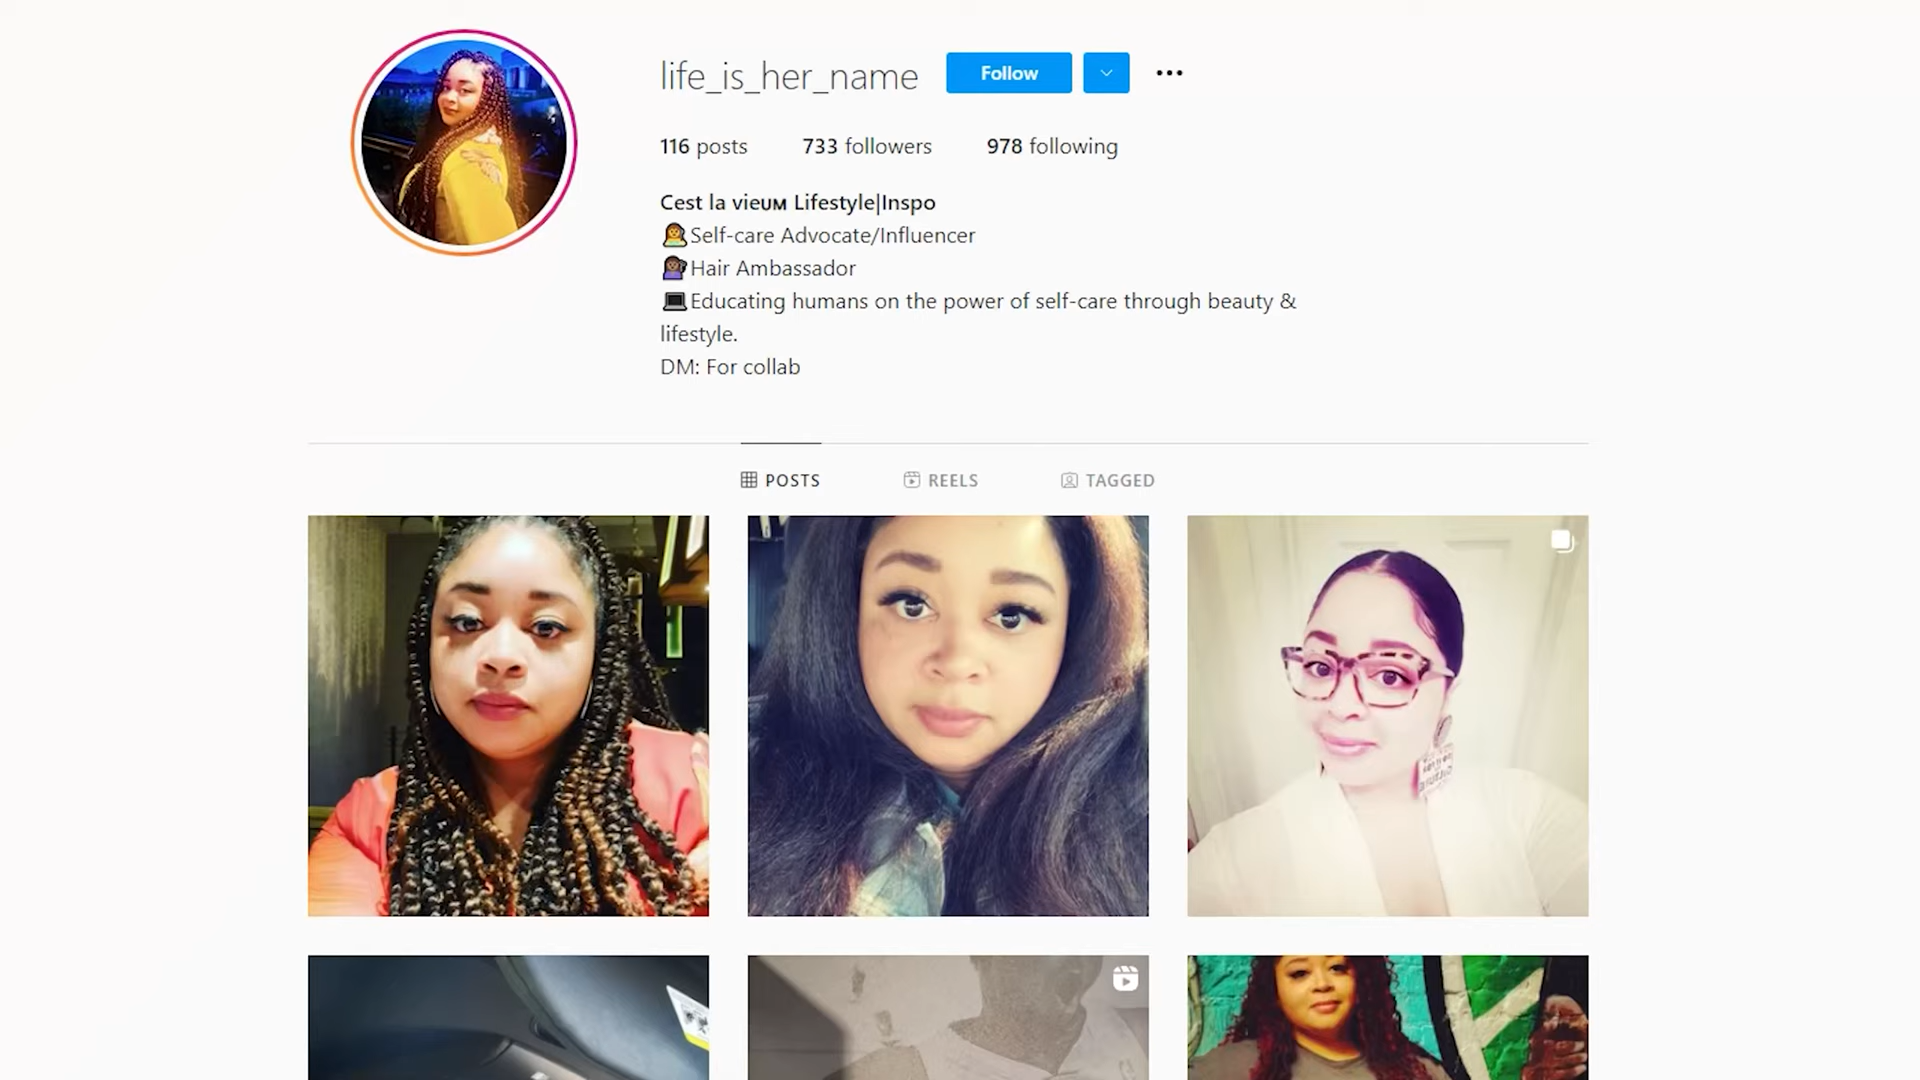 life_is_her_name
Follow
116 posts 733 followers 978 following
Cest la vieᴜᴍ Lifestyle|Inspo
Self-care Advocate/Influencer
Hair Ambassador
Educating humans on the power of self-care through beauty &
lifestyle.
DM: For collab
POSTS REELS TAGGED